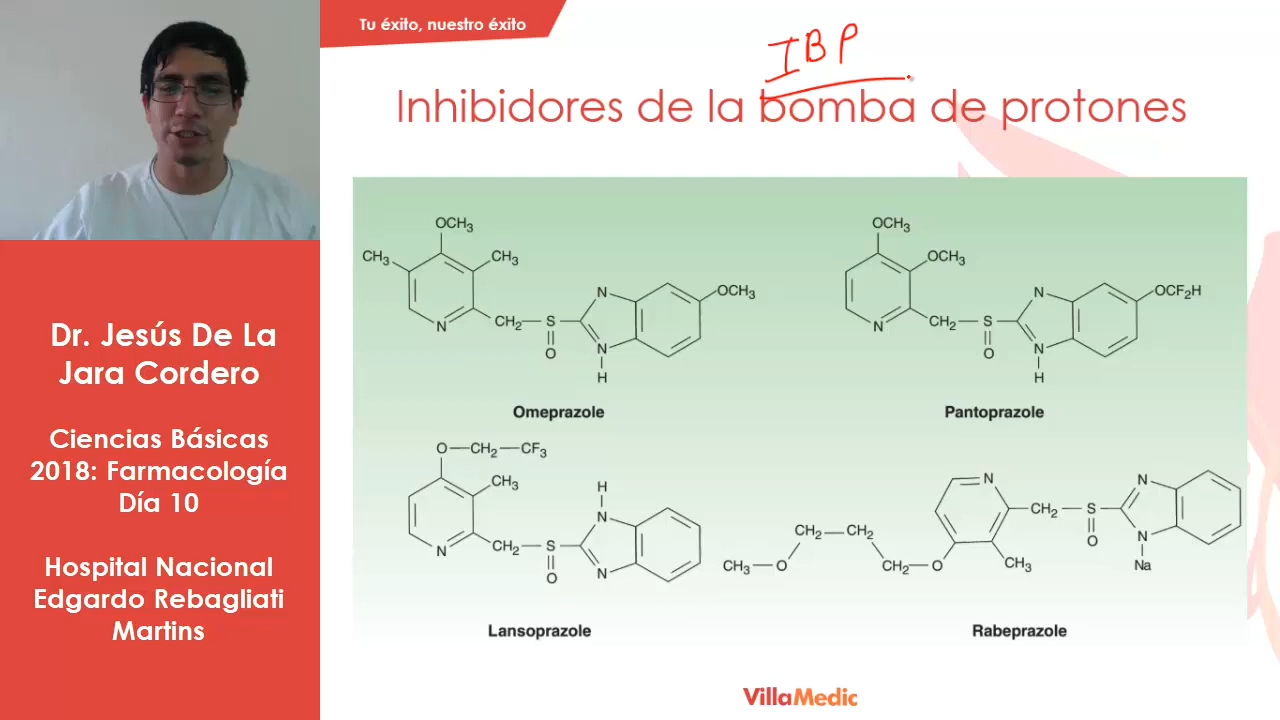 Tu éxito, nuestro éxito
IBP
Inhibidores de la bomba de protones
Dr. Jesús De La
Jara Cordero
Ciencias Básicas
2018: Farmacología
Día 10
Hospital Nacional
Edgardo Rebagliati
Martins
OCH₃
CH₃
CH₃
N
CH₂
S
O
N
N
H
OCH₃
Omeprazole
OCH₃
OCH₃
N
CH₂
S
O
N
N
H
OCF₂H
Pantoprazole
O—CH₂—CF₃
CH₃
N
CH₂
S
O
H
N
N
Lansoprazole
CH₃—O
CH₂—CH₂
CH₂—O
N
CH₃
CH₂
S
O
N
N
Na
Rabeprazole
VillaMedic